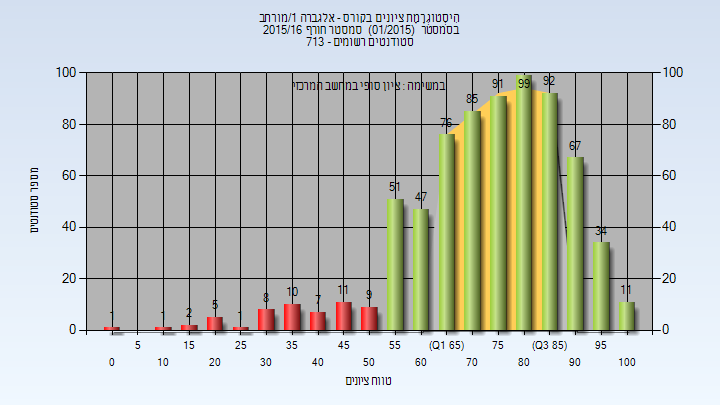 היסטוגרמת ציונים בקורס - אלגברה 1/מורחב
בסמסטר (01/2015) סמסטר חורף 2015/16
סטודנטים רשומים - 713
במשימה : ציון סופי במחשב המרכזי
מספר סטודנטים
100 80 60 40 20 0
100 80 60 40 20 0
1 1 2 5 1 8 10 7 11 9 51 47 76 85 91 99 92 67 34 11
5 15 25 35 45 55 (Q1 65) 75 (Q3 85) 95
0 10 20 30 40 50 60 70 80 90 100
טווח ציונים